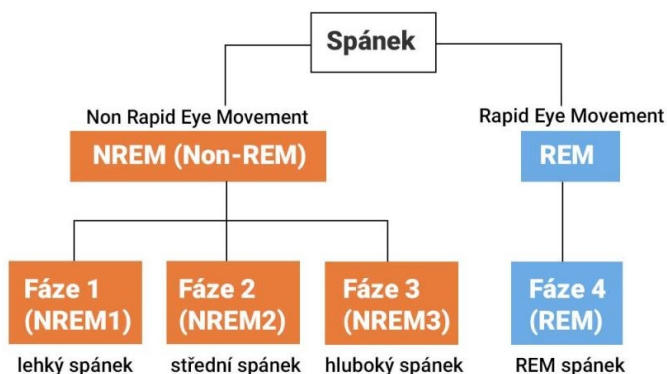 Spánek
Non Rapid Eye Movement
Rapid Eye Movement
NREM (Non-REM)
REM
Fáze 1
(NREM1)
Fáze 2
(NREM2)
Fáze 3
(NREM3)
Fáze 4
(REM)
lehký spánek
střední spánek
hluboký spánek
REM spánek